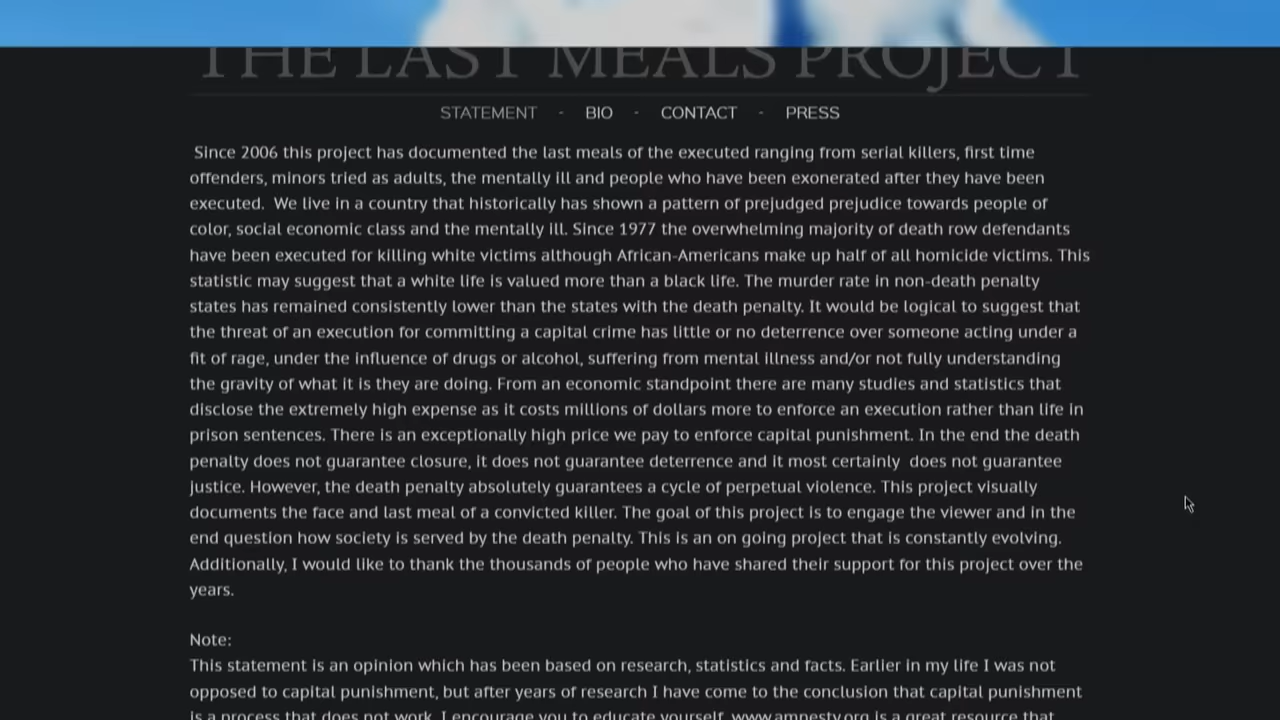 THE LAST MEALS PROJECT
STATEMENT - BIO - CONTACT - PRESS
Since 2006 this project has documented the last meals of the executed ranging from serial killers, first time
offenders, minors tried as adults, the mentally ill and people who have been exonerated after they have been
executed.  We live in a country that historically has shown a pattern of prejudged prejudice towards people of
color, social economic class and the mentally ill. Since 1977 the overwhelming majority of death row defendants
have been executed for killing white victims although African-Americans make up half of all homicide victims. This
statistic may suggest that a white life is valued more than a black life. The murder rate in non-death penalty
states has remained consistently lower than the states with the death penalty. It would be logical to suggest that
the threat of an execution for committing a capital crime has little or no deterrence over someone acting under a
fit of rage, under the influence of drugs or alcohol, suffering from mental illness and/or not fully understanding
the gravity of what it is they are doing. From an economic standpoint there are many studies and statistics that
disclose the extremely high expense as it costs millions of dollars more to enforce an execution rather than life in
prison sentences. There is an exceptionally high price we pay to enforce capital punishment. In the end the death
penalty does not guarantee closure, it does not guarantee deterrence and it most certainly  does not guarantee
justice. However, the death penalty absolutely guarantees a cycle of perpetual violence. This project visually
documents the face and last meal of a convicted killer. The goal of this project is to engage the viewer and in the
end question how society is served by the death penalty. This is an on going project that is constantly evolving.
Additionally, I would like to thank the thousands of people who have shared their support for this project over the
years.
Note:
This statement is an opinion which has been based on research, statistics and facts. Earlier in my life I was not
opposed to capital punishment, but after years of research I have come to the conclusion that capital punishment
is a process that does not work. I encourage you to educate yourself. www.amnesty.org is a great resource that